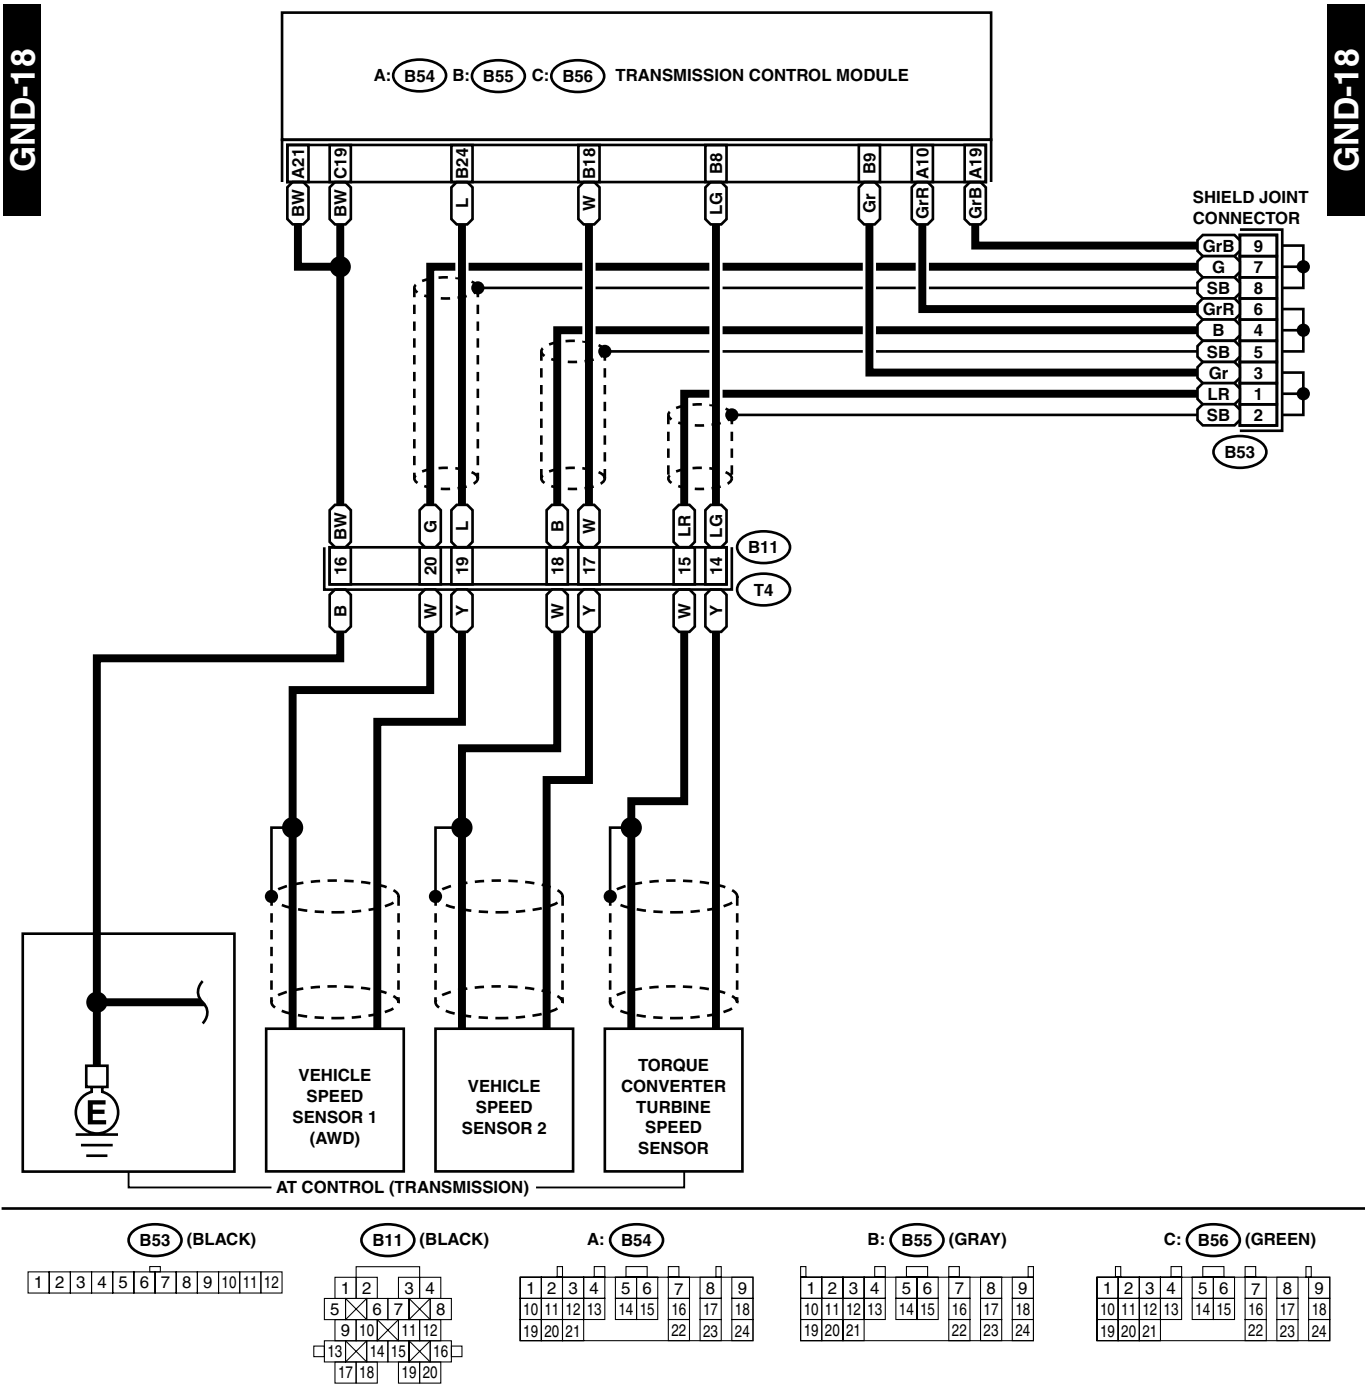 GND-18
GND-18
A: B54 B: B55 C: B56 TRANSMISSION CONTROL MODULE
A21 C19 B24 B18 B8 B9 A10 A19
BW BW L W LG Gr GrR GrB
SHIELD JOINT
CONNECTOR
GrB 9
G 7
SB 8
GrR 6
B 4
SB 5
Gr 3
LR 1
SB 2
B53
BW G L B W LR LG
B11
16 20 19 18 17 15 14
T4
B W Y W Y W Y
E
VEHICLE
SPEED
SENSOR 1
(AWD)
VEHICLE
SPEED
SENSOR 2
TORQUE
CONVERTER
TURBINE
SPEED
SENSOR
AT CONTROL (TRANSMISSION)
B53 (BLACK)
1 2 3 4 5 6 7 8 9 10 11 12
B11 (BLACK)
1 2 3 4
5 6 7 8
9 10 11 12
13 14 15 16
17 18 19 20
A: B54
1 2 3 4 5 6 7 8 9
10 11 12 13 14 15 16 17 18
19 20 21 22 23 24
B: B55 (GRAY)
1 2 3 4 5 6 7 8 9
10 11 12 13 14 15 16 17 18
19 20 21 22 23 24
C: B56 (GREEN)
1 2 3 4 5 6 7 8 9
10 11 12 13 14 15 16 17 18
19 20 21 22 23 24